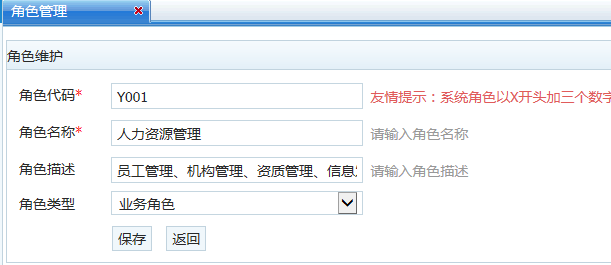 角色管理
角色维护
角色代码* Y001 友情提示：系统角色以X开头加三个数字
角色名称* 人力资源管理 请输入角色名称
角色描述 员工管理、机构管理、资质管理、信息 请输入角色描述
角色类型 业务角色
保存 返回